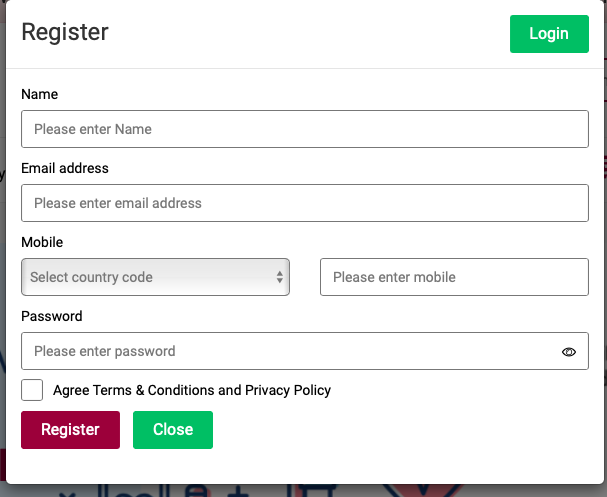 Register
Login
Name
Please enter Name
Email address
Please enter email address
Mobile
Select country code
Please enter mobile
Password
Please enter password
Agree Terms & Conditions and Privacy Policy
Register
Close